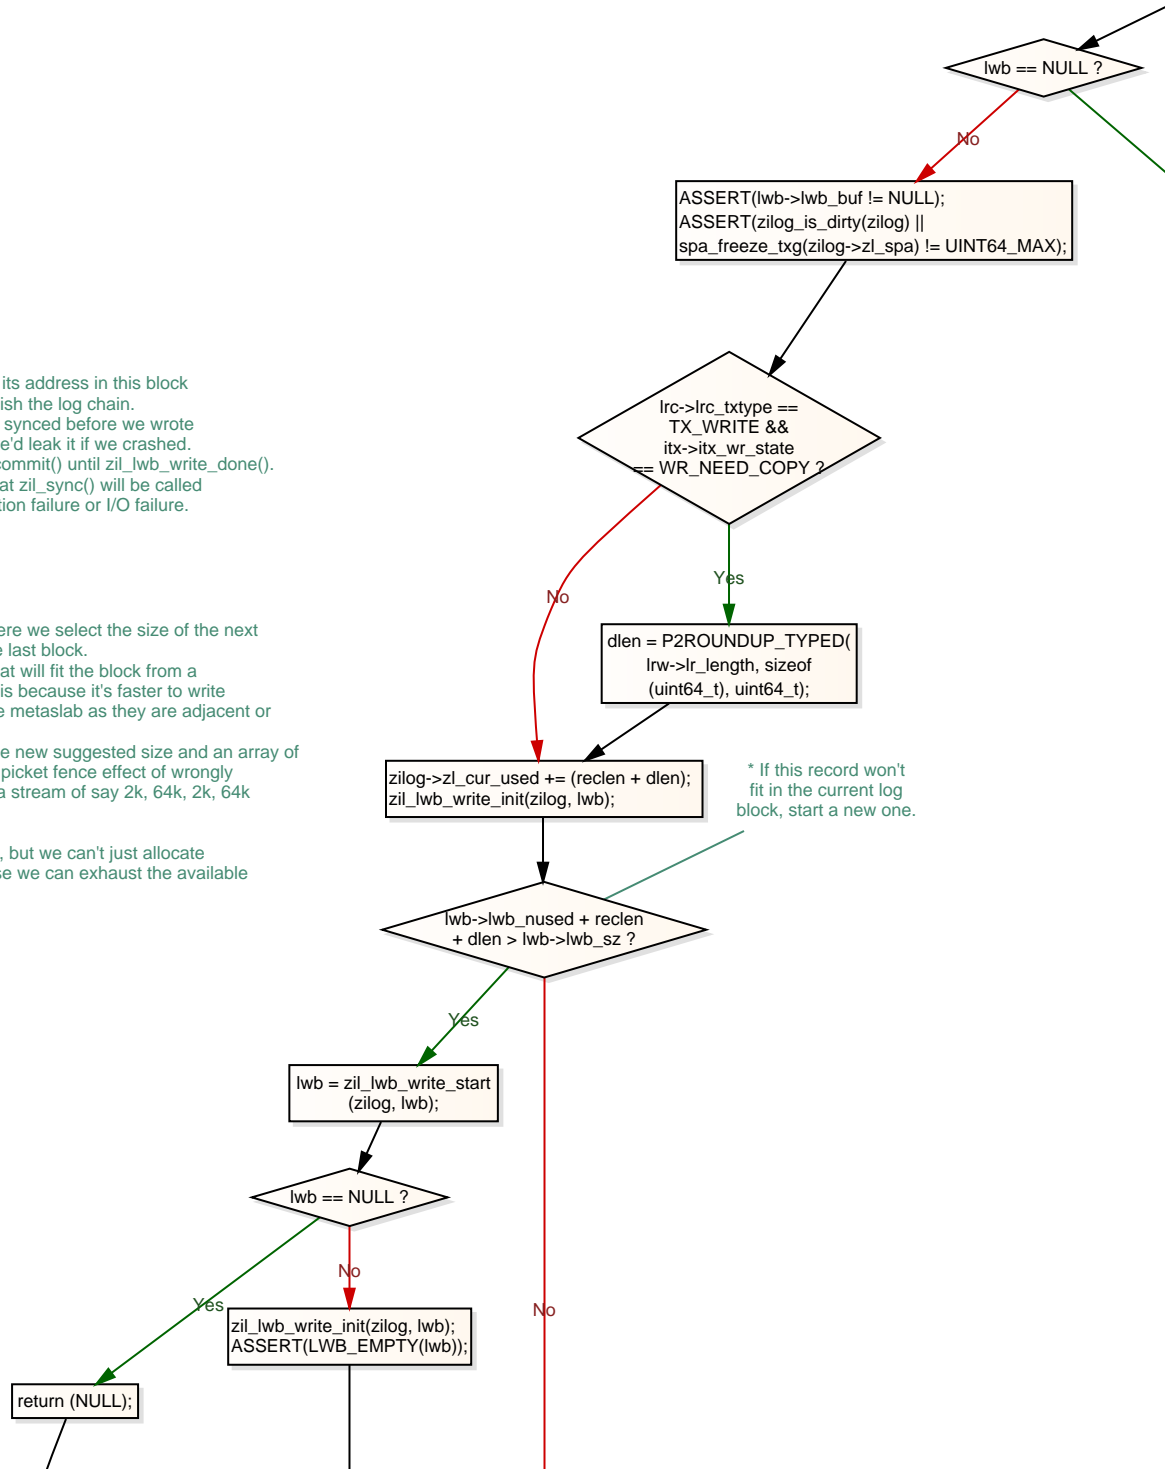 lwb == NULL ?
No
ASSERT(lwb->lwb_buf != NULL);
ASSERT(zilog_is_dirty(zilog) ||
spa_freeze_txg(zilog->zl_spa) != UINT64_MAX);
lrc->lrc_txtype ==
TX_WRITE &&
itx->itx_wr_state
== WR_NEED_COPY ?
its address in this block
ish the log chain.
synced before we wrote
e'd leak it if we crashed.
commit() until zil_lwb_write_done().
at zil_sync() will be called
tion failure or I/O failure.
Yes
No
dlen = P2ROUNDUP_TYPED(
lrw->lr_length, sizeof
(uint64_t), uint64_t);
ere we select the size of the next
e last block.
at will fit the block from a
is because it's faster to write
e metaslab as they are adjacent or
e new suggested size and an array of
picket fence effect of wrongly
a stream of say 2k, 64k, 2k, 64k
, but we can't just allocate
se we can exhaust the available
zilog->zl_cur_used += (reclen + dlen);
zil_lwb_write_init(zilog, lwb);
* If this record won't
fit in the current log
block, start a new one.
lwb->lwb_nused + reclen
+ dlen > lwb->lwb_sz ?
Yes
lwb = zil_lwb_write_start
(zilog, lwb);
lwb == NULL ?
No
Yes
No
zil_lwb_write_init(zilog, lwb);
ASSERT(LWB_EMPTY(lwb));
return (NULL);